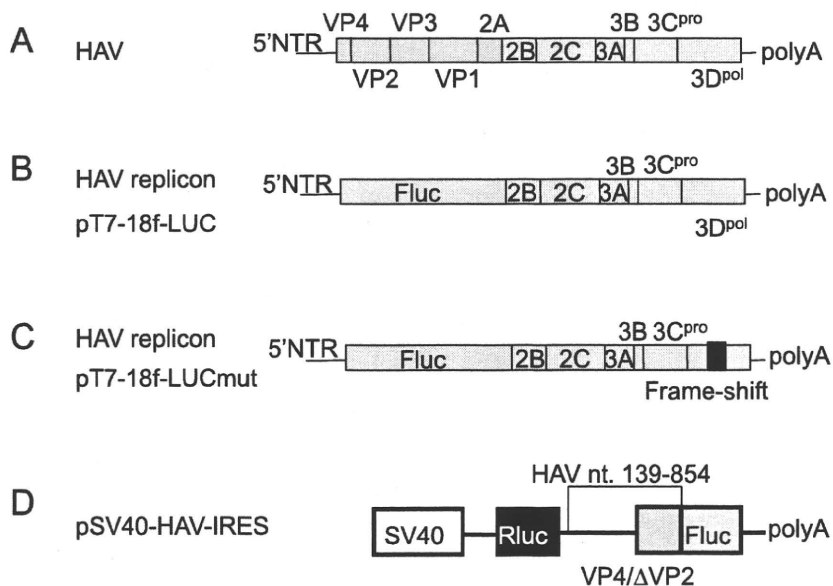 A
HAV
5'NTR
VP4 VP3 2A 3B 3Cpro
2B 2C 3A
VP2 VP1 3Dpol
polyA
B
HAV replicon
pT7-18f-LUC
5'NTR
3B 3Cpro
Fluc 2B 2C 3A
3Dpol
polyA
C
HAV replicon
pT7-18f-LUCmut
5'NTR
3B 3Cpro
Fluc 2B 2C 3A
Frame-shift
polyA
D
pSV40-HAV-IRES
HAV nt. 139-854
SV40 Rluc Fluc
VP4/ΔVP2
polyA